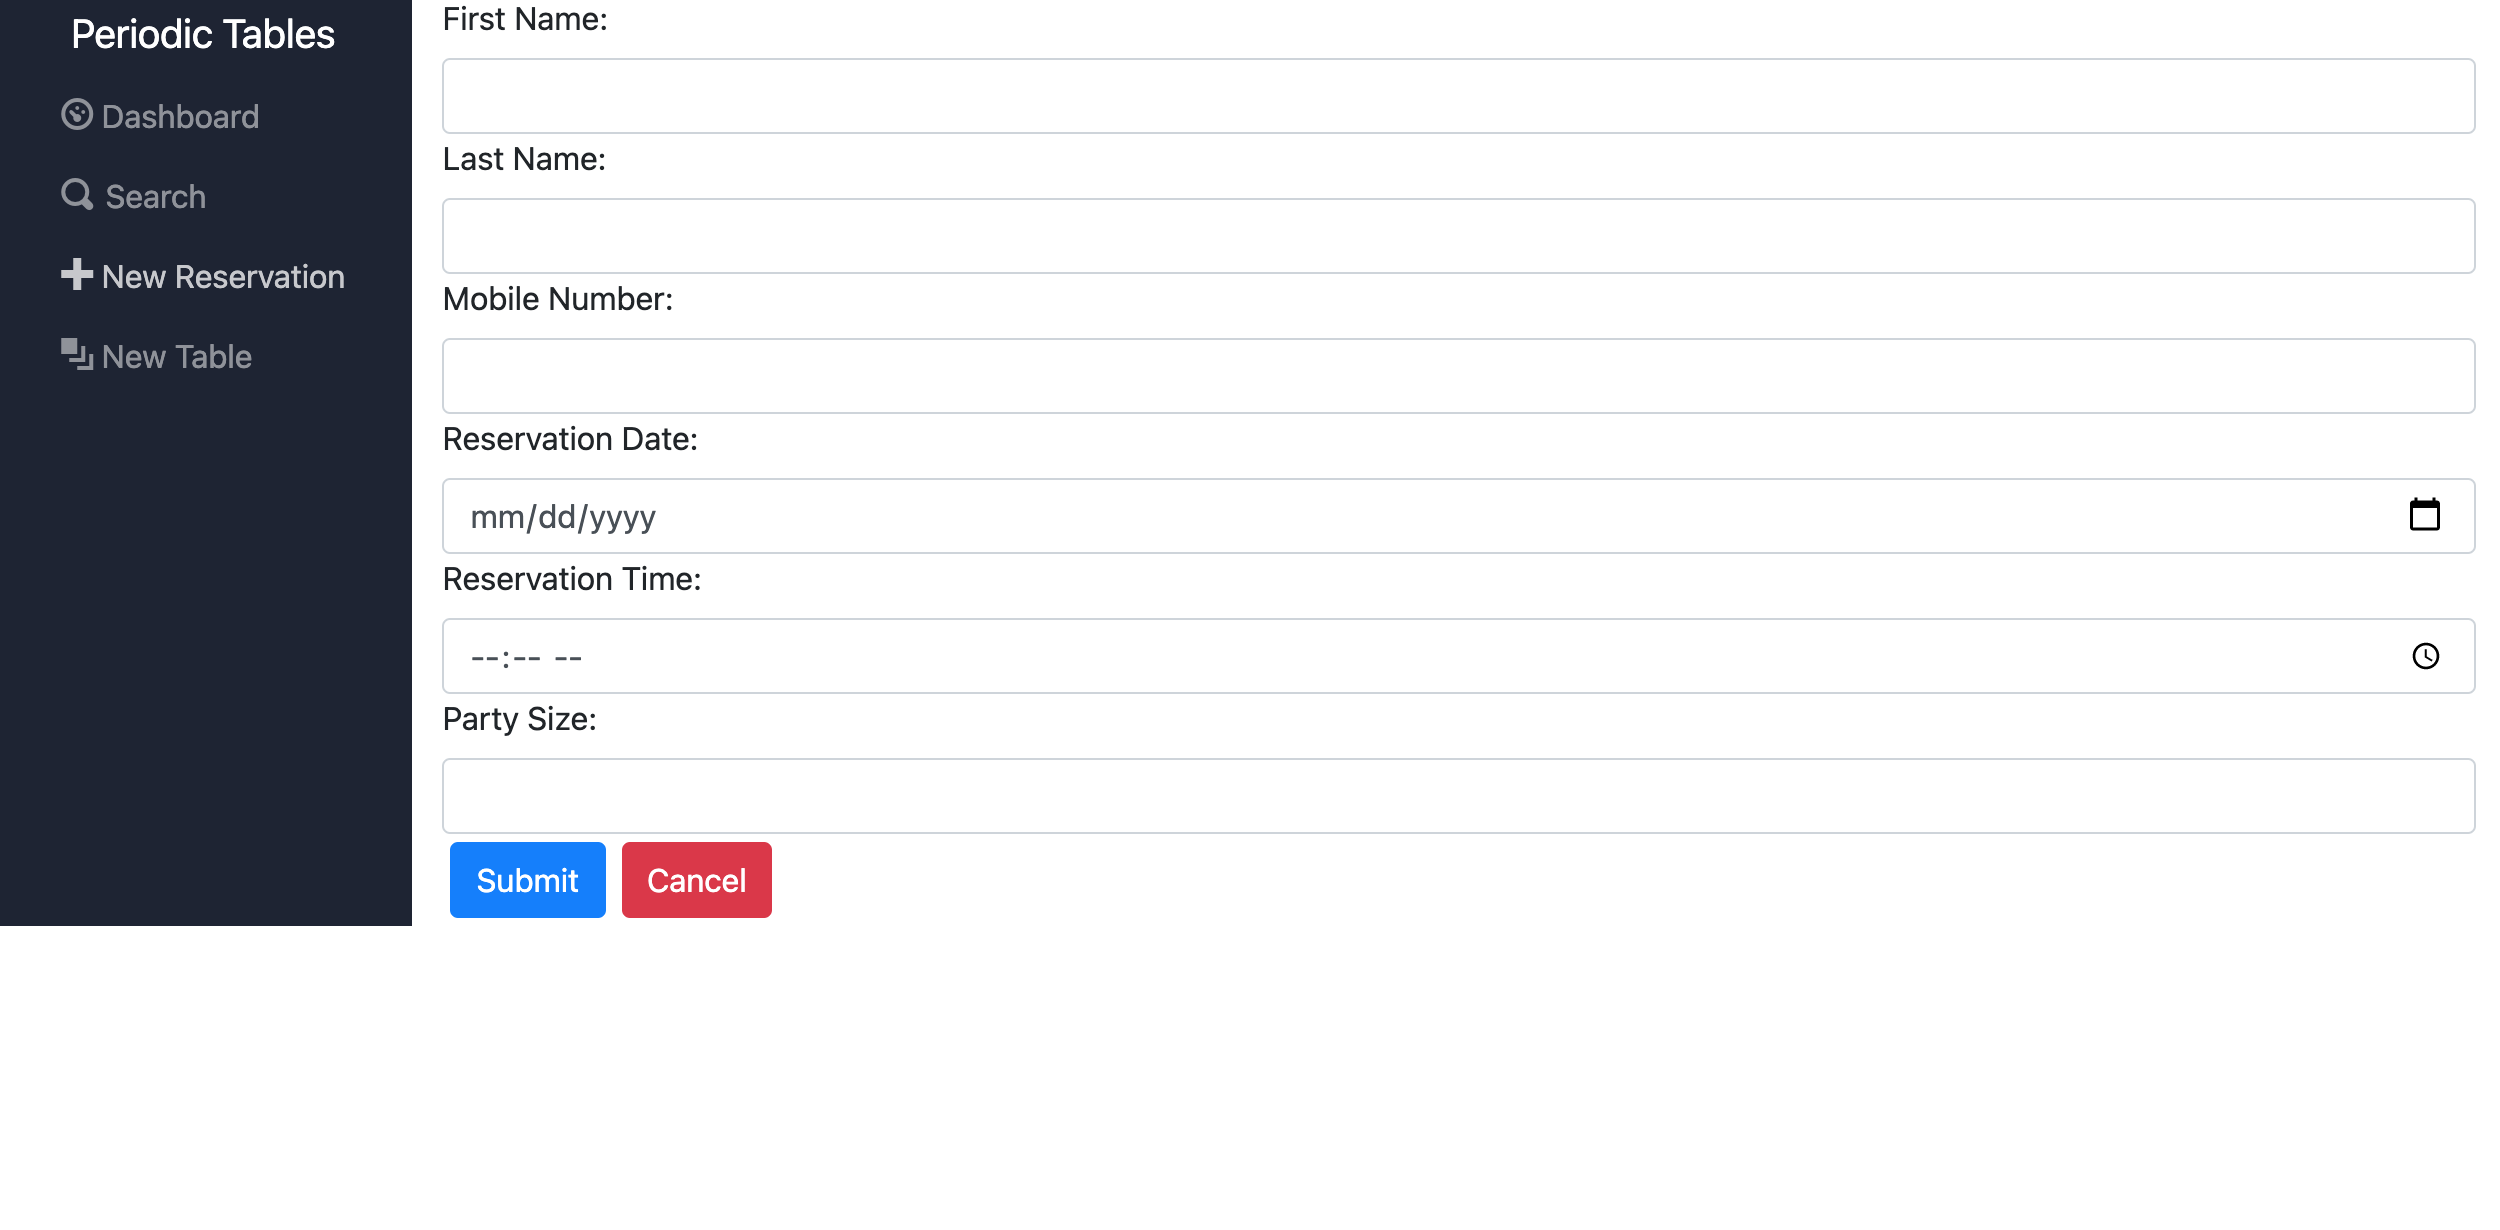 Periodic Tables
Dashboard
Search
New Reservation
New Table
First Name:
Last Name:
Mobile Number:
Reservation Date:
mm/dd/yyyy
Reservation Time:
--:-- --
Party Size:
Submit
Cancel